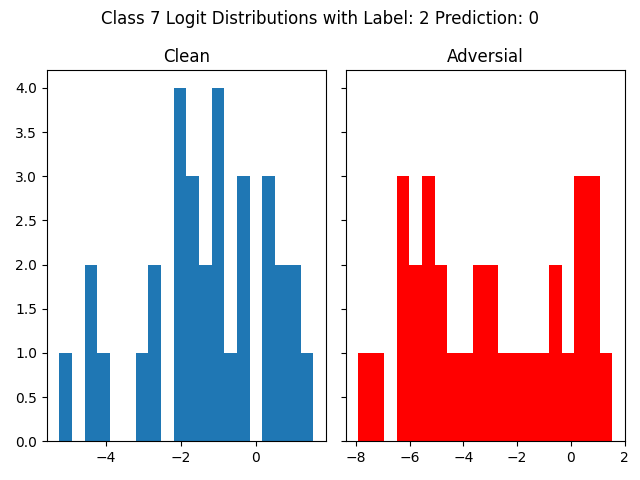 Class 7 Logit Distributions with Label: 2 Prediction: 0
Clean
Adversial
4.0
3.5
3.0
2.5
2.0
1.5
1.0
0.5
0.0
−4 −2 0
−8 −6 −4 −2 0 2